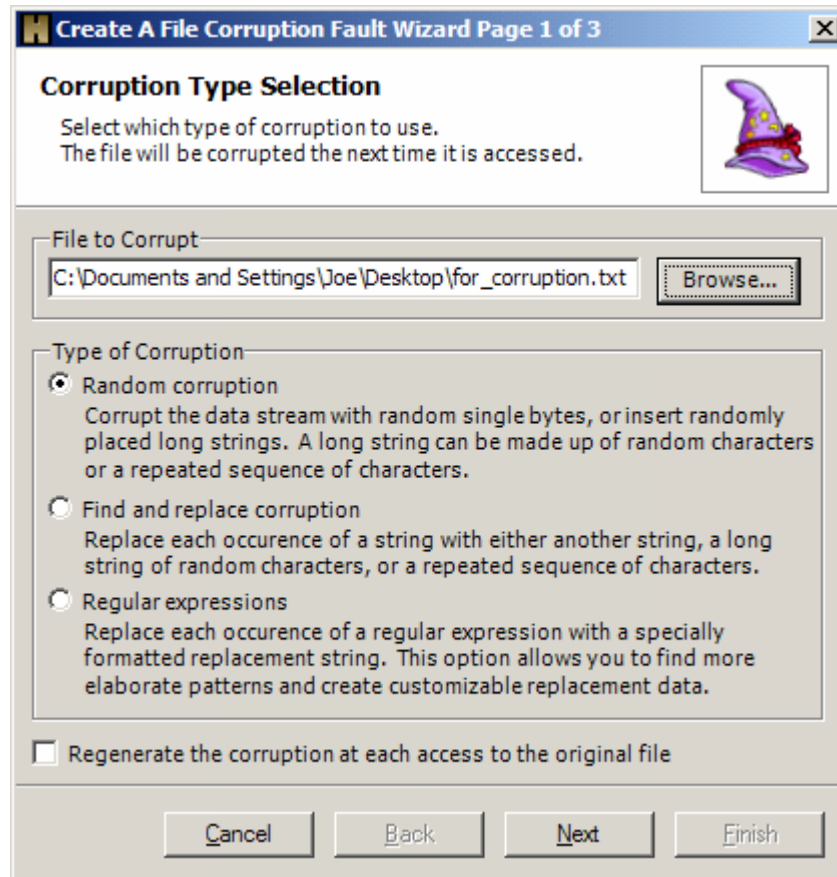 Create A File Corruption Fault Wizard Page 1 of 3
Corruption Type Selection
Select which type of corruption to use.
The file will be corrupted the next time it is accessed.
File to Corrupt
C:\Documents and Settings\Joe\Desktop\for_corruption.txt
Browse...
Type of Corruption
Random corruption
Corrupt the data stream with random single bytes, or insert randomly
placed long strings. A long string can be made up of random characters
or a repeated sequence of characters.
Find and replace corruption
Replace each occurence of a string with either another string, a long
string of random characters, or a repeated sequence of characters.
Regular expressions
Replace each occurence of a regular expression with a specially
formatted replacement string. This option allows you to find more
elaborate patterns and create customizable replacement data.
Regenerate the corruption at each access to the original file
Cancel Back Next Finish